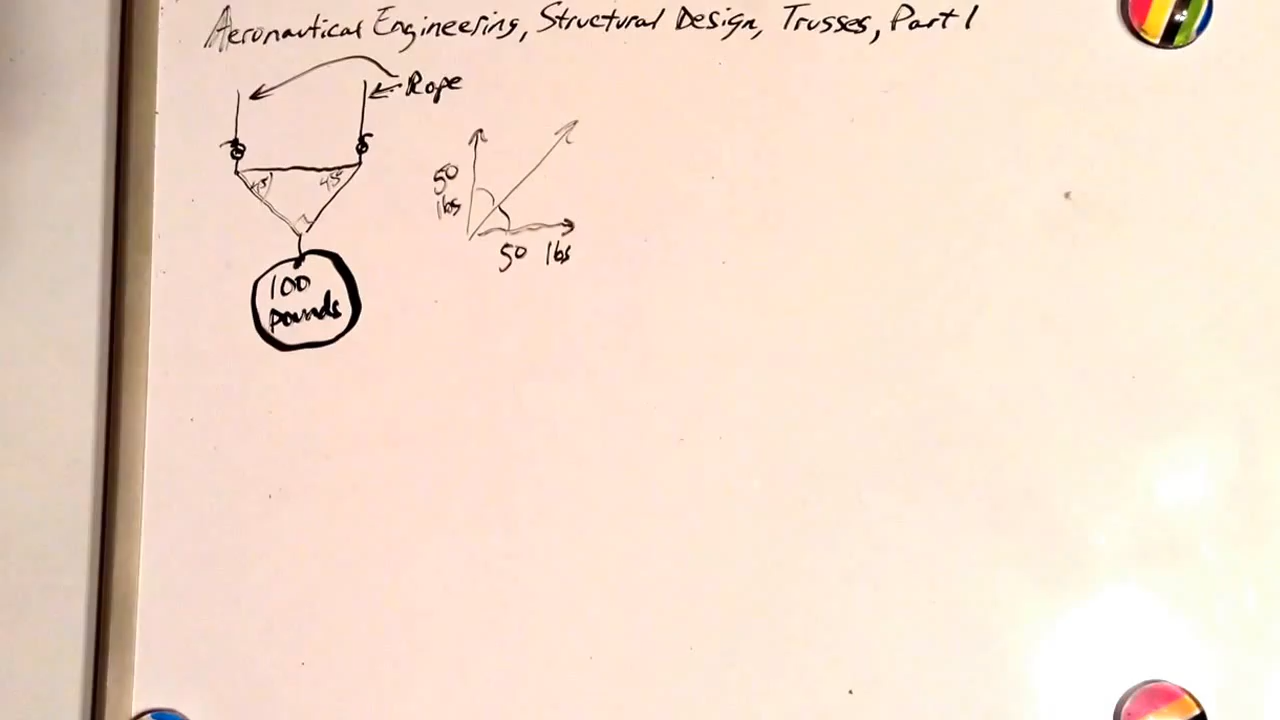 Aeronautical Engineering, Structural Design, Trusses, Part 1
Rope
45 45
50
lbs
50 lbs
100
pounds